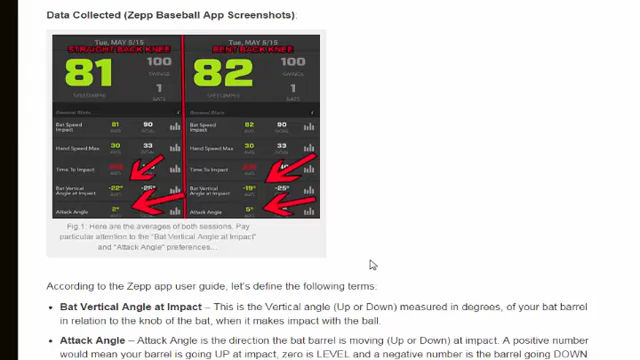 Data Collected (Zepp Baseball App Screenshots):
Tue, MAY 5/15 Tue, MAY 5/15
STRAIGHT BACK KNEE BENT BACK KNEE
81 100 82 100
SWINGS SWINGS
1 1
General Stats General Stats
Bat Speed Impact 81 90 Bat Speed Impact 82 90
Hand Speed Max 30 33 Hand Speed Max 30 33
Time To Impact Time To Impact
Bat Vertical Angle at Impact -22° -25° Bat Vertical Angle at Impact -19° -25°
Attack Angle 2° Attack Angle 5°
Fig.1: Here are the averages of both sessions. Pay
particular attention to the "Bat Vertical Angle at Impact"
and "Attack Angle" preferences...
According to the Zepp app user guide, let's define the following terms:
• Bat Vertical Angle at Impact – This is the Vertical angle (Up or Down) measured in degrees, of your bat barrel
in relation to the knob of the bat, when it makes impact with the ball.
• Attack Angle – Attack Angle is the direction the bat barrel is moving (Up or Down) at impact. A positive number
would mean your barrel is going UP at impact, zero is LEVEL and a negative number is the barrel going DOWN